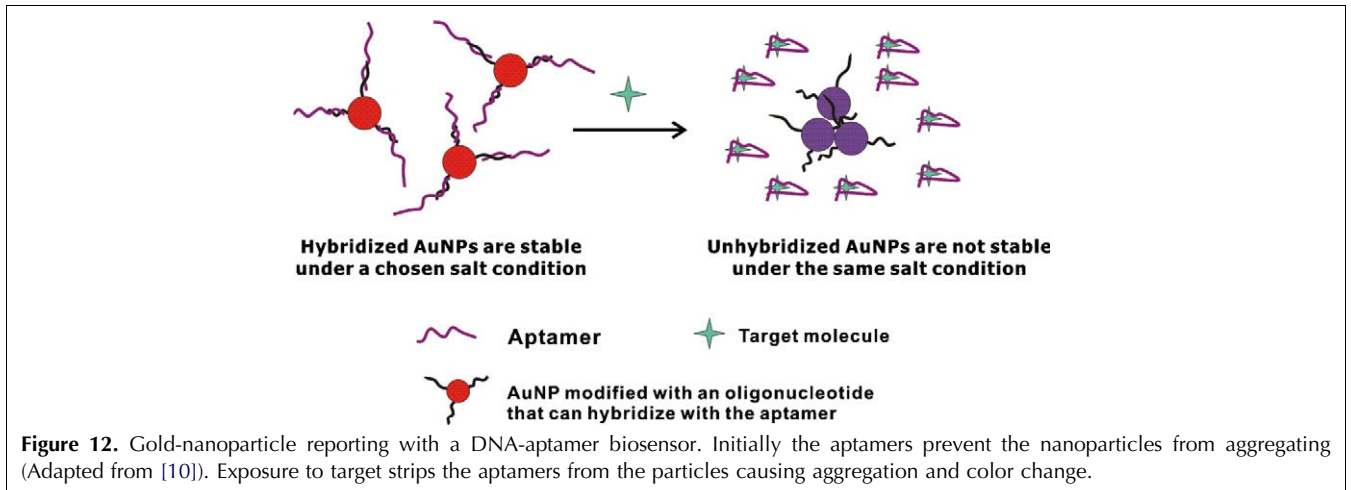 Hybridized AuNPs are stable
under a chosen salt condition
Unhybridized AuNPs are not stable
under the same salt condition
Aptamer
Target molecule
AuNP modified with an oligonucleotide
that can hybridize with the aptamer
Figure 12. Gold-nanoparticle reporting with a DNA-aptamer biosensor. Initially the aptamers prevent the nanoparticles from aggregating
(Adapted from [10]). Exposure to target strips the aptamers from the particles causing aggregation and color change.